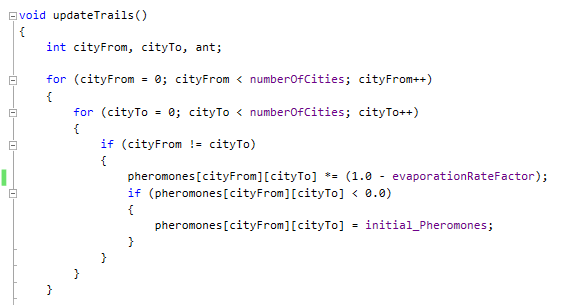 void updateTrails()
{
    int cityFrom, cityTo, ant;
    for (cityFrom = 0; cityFrom < numberOfCities; cityFrom++)
    {
        for (cityTo = 0; cityTo < numberOfCities; cityTo++)
        {
            if (cityFrom != cityTo)
            {
                pheromones[cityFrom][cityTo] *= (1.0 - evaporationRateFactor);
                if (pheromones[cityFrom][cityTo] < 0.0)
                {
                    pheromones[cityFrom][cityTo] = initial_Pheromones;
                }
            }
        }
    }